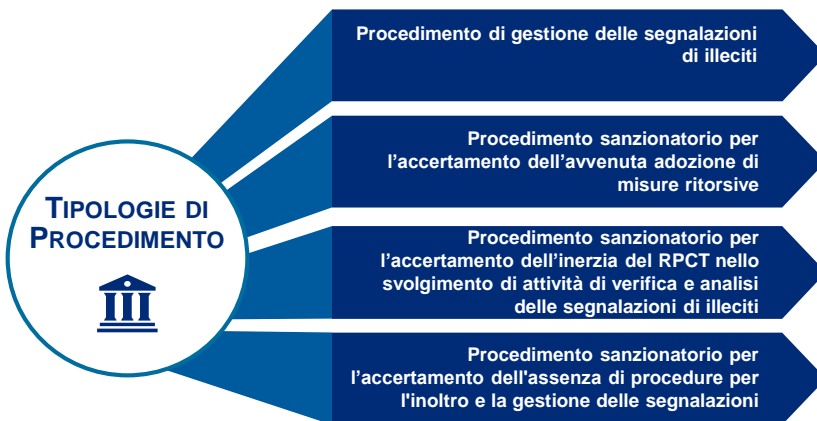 TIPOLOGIE DI
PROCEDIMENTO
Procedimento di gestione delle segnalazioni
di illeciti
Procedimento sanzionatorio per
l’accertamento dell’avvenuta adozione di
misure ritorsive
Procedimento sanzionatorio per
l’accertamento dell’inerzia del RPCT nello
svolgimento di attività di verifica e analisi
delle segnalazioni di illeciti
Procedimento sanzionatorio per
l’accertamento dell'assenza di procedure per
l'inoltro e la gestione delle segnalazioni